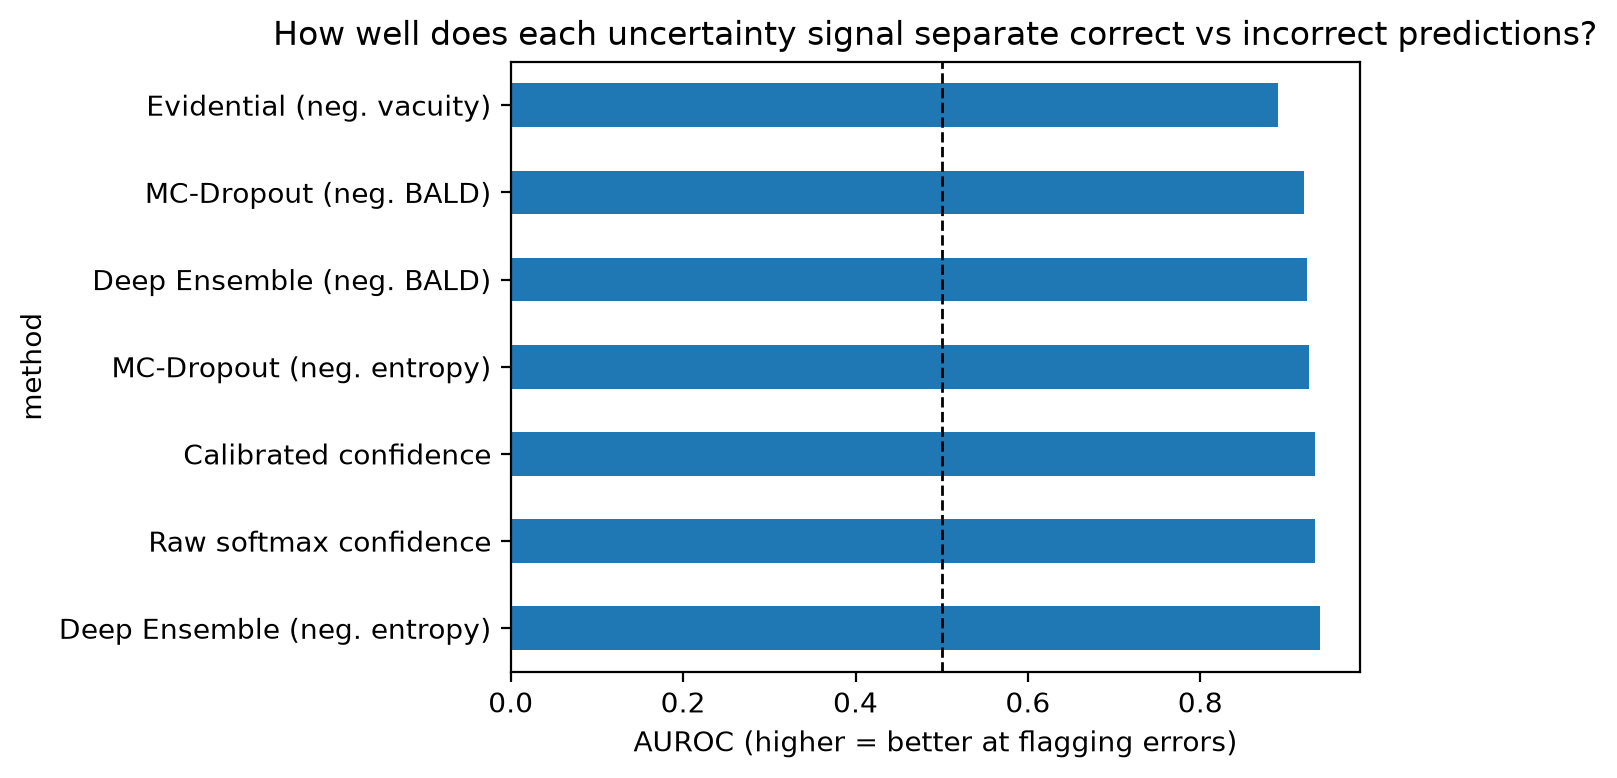 How well does each uncertainty signal separate correct vs incorrect predictions?
method
Evidential (neg. vacuity)
MC-Dropout (neg. BALD)
Deep Ensemble (neg. BALD)
MC-Dropout (neg. entropy)
Calibrated confidence
Raw softmax confidence
Deep Ensemble (neg. entropy)
0.0 0.2 0.4 0.6 0.8
AUROC (higher = better at flagging errors)